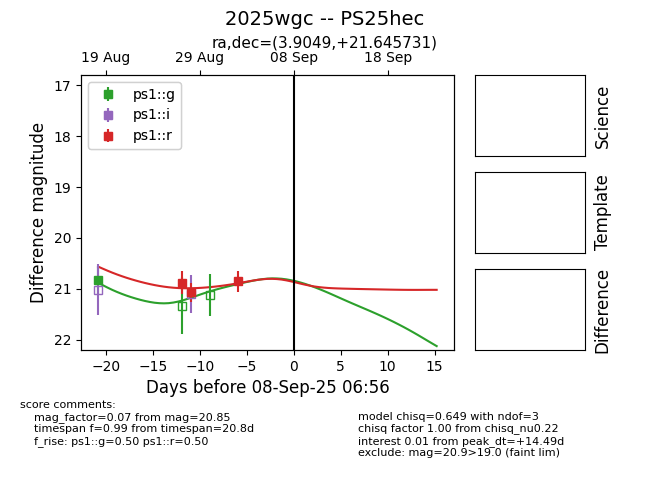 2025wgc -- PS25hec
ra,dec=(3.9049,+21.645731)
19 Aug 29 Aug 08 Sep 18 Sep
ps1::g
ps1::i
ps1::r
17
18
19
20
21
22
Difference magnitude
−20 −15 −10 −5 0 5 10 15
Days before 08-Sep-25 06:56
Science
Template
Difference
score comments:
mag_factor=0.07 from mag=20.85
timespan f=0.99 from timespan=20.8d
f_rise: ps1::g=0.50 ps1::r=0.50
model chisq=0.649 with ndof=3
chisq factor 1.00 from chisq_nu0.22
interest 0.01 from peak_dt=+14.49d
exclude: mag=20.9>19.0 (faint lim)